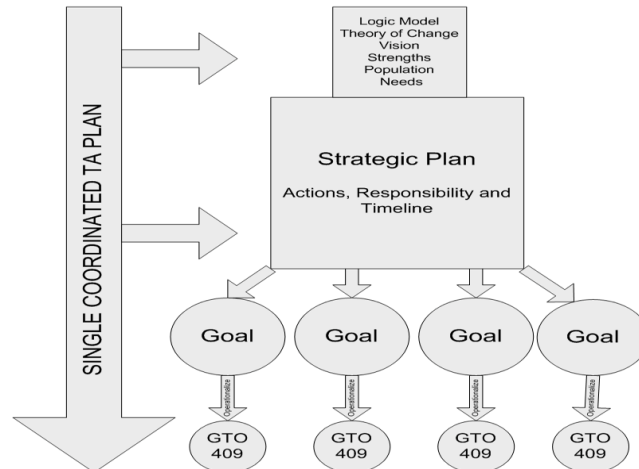 SINGLE COORDINATED TA PLAN
Logic Model
Theory of Change
Vision
Strengths
Population
Needs
Strategic Plan
Actions, Responsibility and
Timeline
Goal
Goal
Goal
Goal
Operationalize
Operationalize
Operationalize
Operationalize
GTO
409
GTO
409
GTO
409
GTO
409